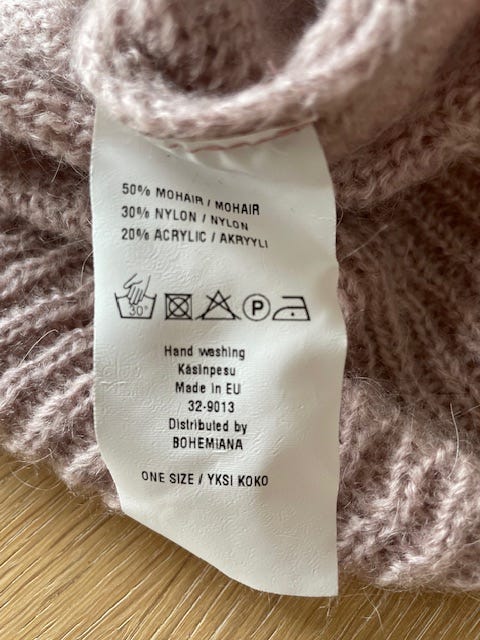 50% MOHAIR / MOHAIR
30% NYLON / NYLON
20% ACRYLIC / AKRYYLI
30°
P
Hand washing
Käsinpesu
Made in EU
32-9013
Distributed by
BOHEMIANA
ONE SIZE / YKSI KOKO